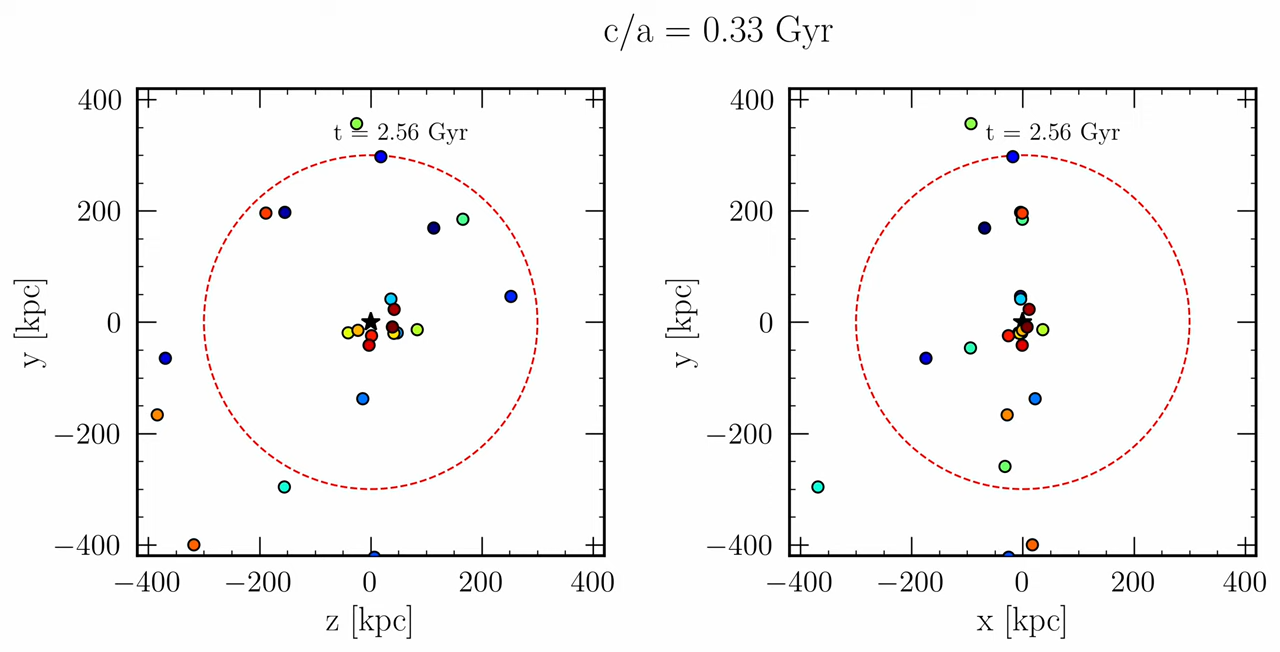 c/a = 0.33 Gyr
400
200
0
−200
−400
y [kpc]
t = 2.56 Gyr
−400 −200 0 200 400
z [kpc]
400
200
0
−200
−400
y [kpc]
t = 2.56 Gyr
−400 −200 0 200 400
x [kpc]